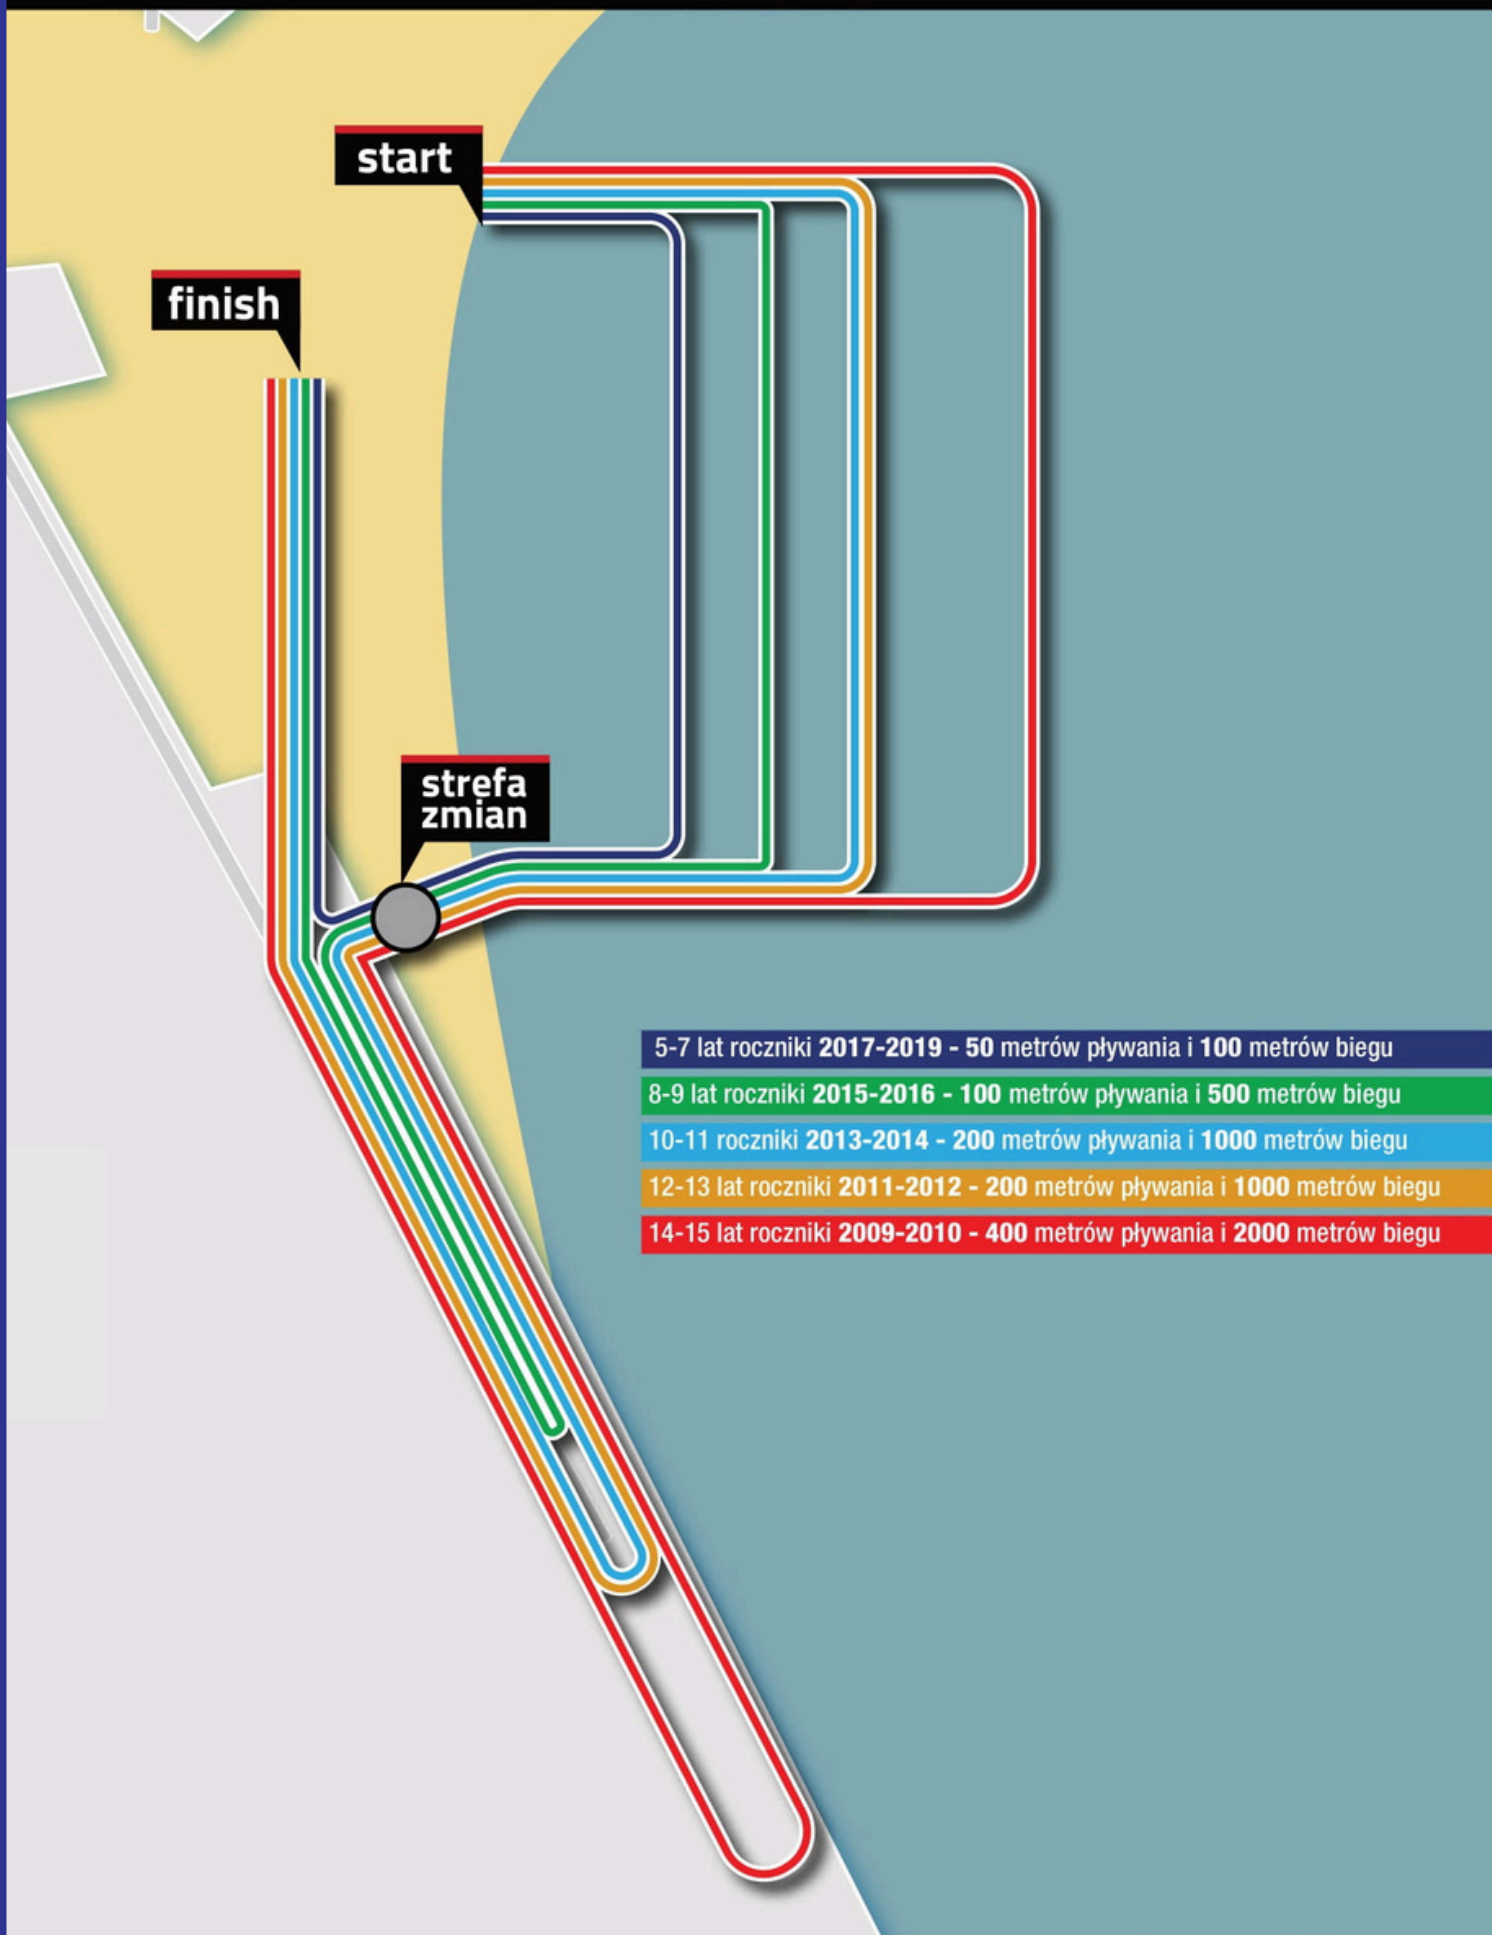 start
finish
strefa
zmian
5-7 lat roczniki 2017-2019 - 50 metrów pływania i 100 metrów biegu
8-9 lat roczniki 2015-2016 - 100 metrów pływania i 500 metrów biegu
10-11 roczniki 2013-2014 - 200 metrów pływania i 1000 metrów biegu
12-13 lat roczniki 2011-2012 - 200 metrów pływania i 1000 metrów biegu
14-15 lat roczniki 2009-2010 - 400 metrów pływania i 2000 metrów biegu